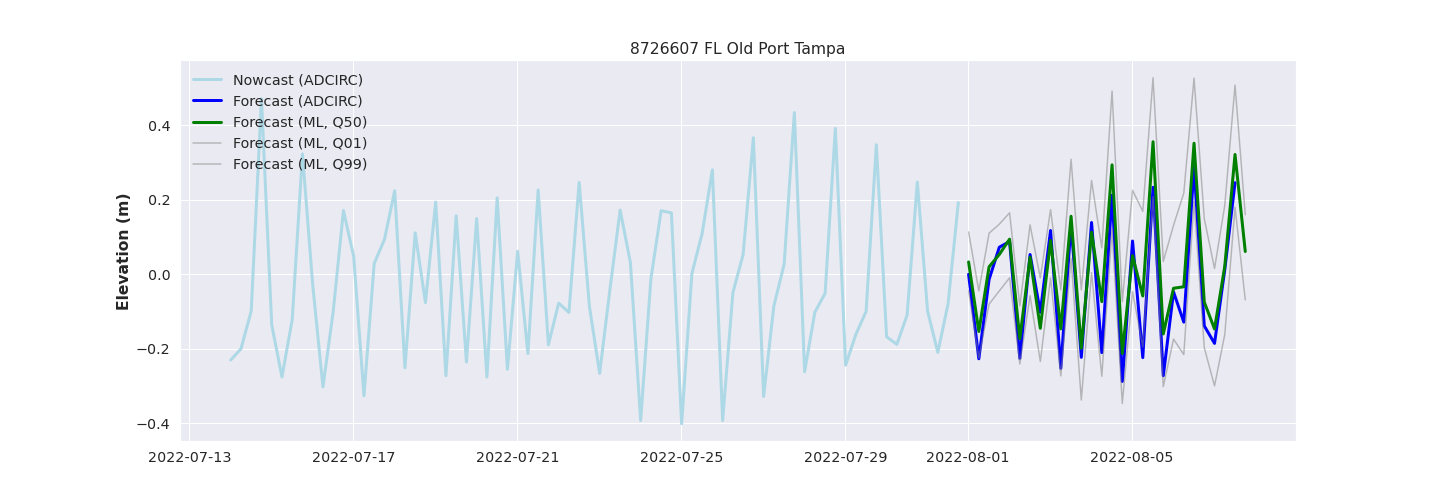 8726607 FL Old Port Tampa
Nowcast (ADCIRC)
Forecast (ADCIRC)
Forecast (ML, Q50)
Forecast (ML, Q01)
Forecast (ML, Q99)
Elevation (m)
0.4
0.2
0.0
−0.2
−0.4
2022-07-13 2022-07-17 2022-07-21 2022-07-25 2022-07-29 2022-08-01 2022-08-05